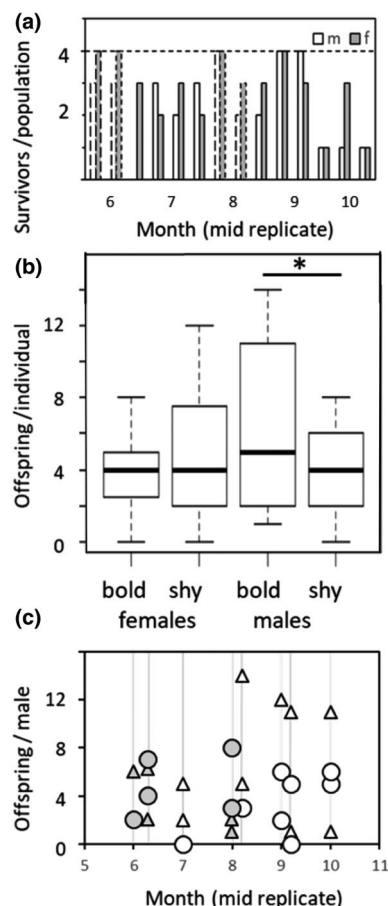 (a)
m f
Survivors/population
4
2
6 7 8 9 10
Month (mid replicate)
(b)
*
Offspring/individual
12
8
4
0
bold shy bold shy
females males
(c)
Offspring/male
12
8
4
0
5 6 7 8 9 10 11
Month (mid replicate)